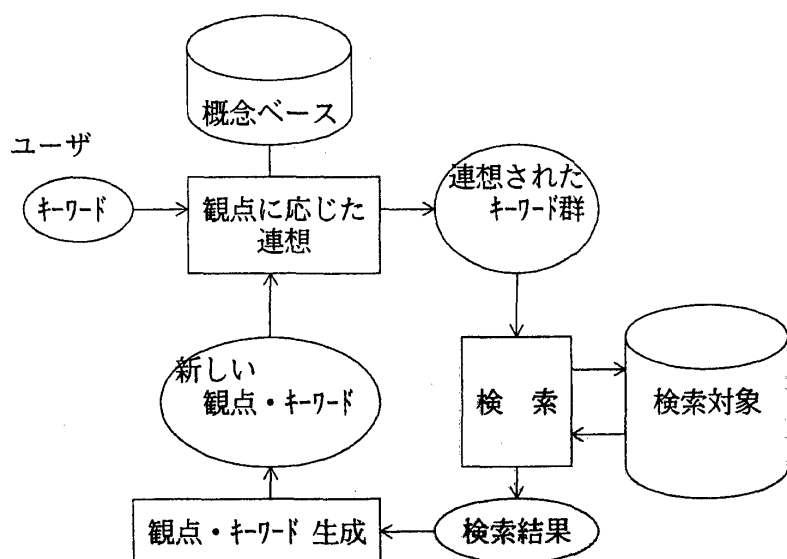 概念ベース
ユーザ
キーワード
観点に応じた
連想
連想された
キーワード群
新しい
観点・キーワード
検 索
検索対象
観点・キーワード 生成
検索結果